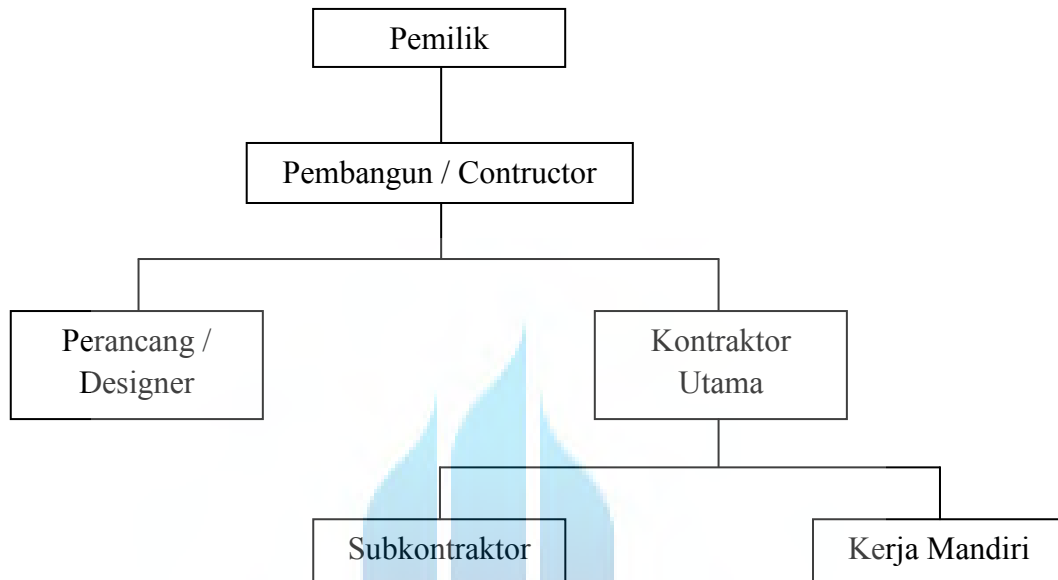 Pemilik
Pembangun / Contructor
Perancang /
Designer
Kontraktor
Utama
Subkontraktor
Kerja Mandiri